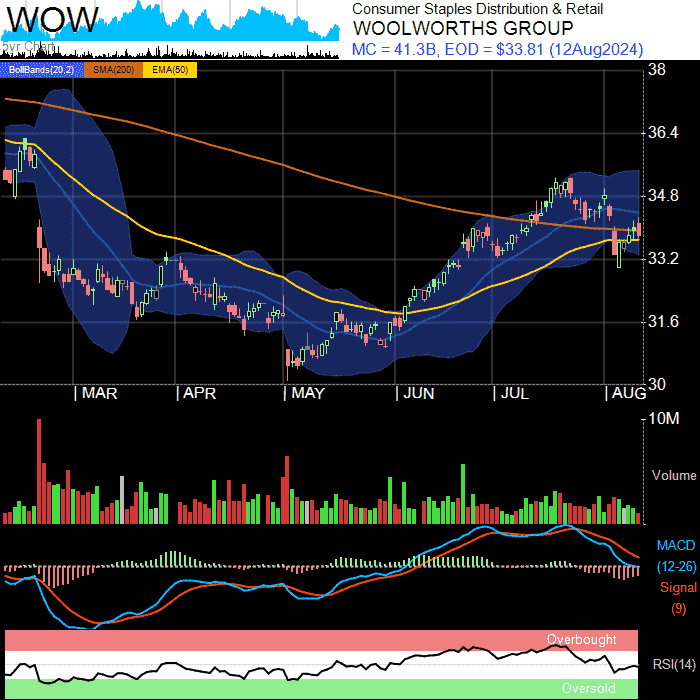 WOW
5yr Chart
Consumer Staples Distribution & Retail
WOOLWORTHS GROUP
MC = 41.3B, EOD = $33.81 (12Aug2024)
BollBands(20,2) SMA(200) EMA(50)
38
36.4
34.8
33.2
31.6
30
MAR APR MAY JUN JUL AUG
10M
Volume
MACD
(12-26)
Signal
(9)
Overbought
RSI(14)
Oversold